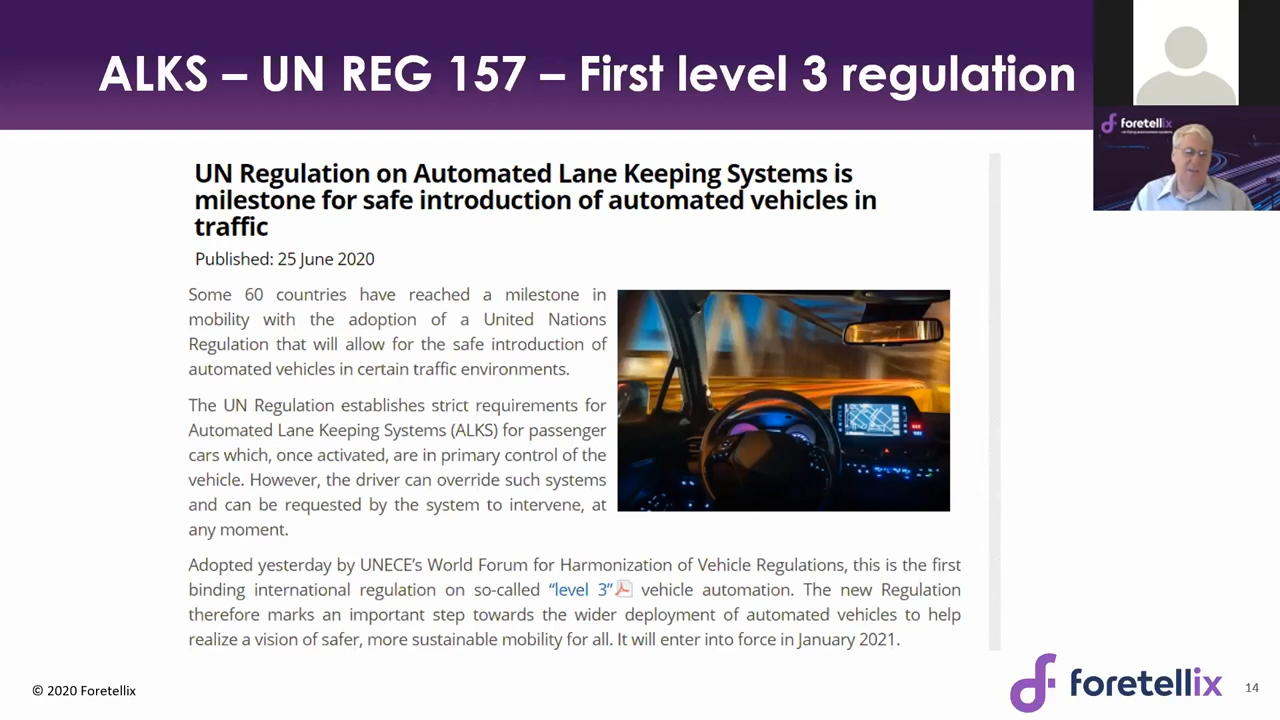 ALKS – UN REG 157 – First level 3 regulation
foretellix
UN Regulation on Automated Lane Keeping Systems is
milestone for safe introduction of automated vehicles in
traffic
Published: 25 June 2020
Some 60 countries have reached a milestone in
mobility with the adoption of a United Nations
Regulation that will allow for the safe introduction of
automated vehicles in certain traffic environments.
The UN Regulation establishes strict requirements for
Automated Lane Keeping Systems (ALKS) for passenger
cars which, once activated, are in primary control of the
vehicle. However, the driver can override such systems
and can be requested by the system to intervene, at
any moment.
Adopted yesterday by UNECE’s World Forum for Harmonization of Vehicle Regulations, this is the first
binding international regulation on so-called “level 3” vehicle automation. The new Regulation
therefore marks an important step towards the wider deployment of automated vehicles to help
realize a vision of safer, more sustainable mobility for all. It will enter into force in January 2021.
© 2020 Foretellix
foretellix
14